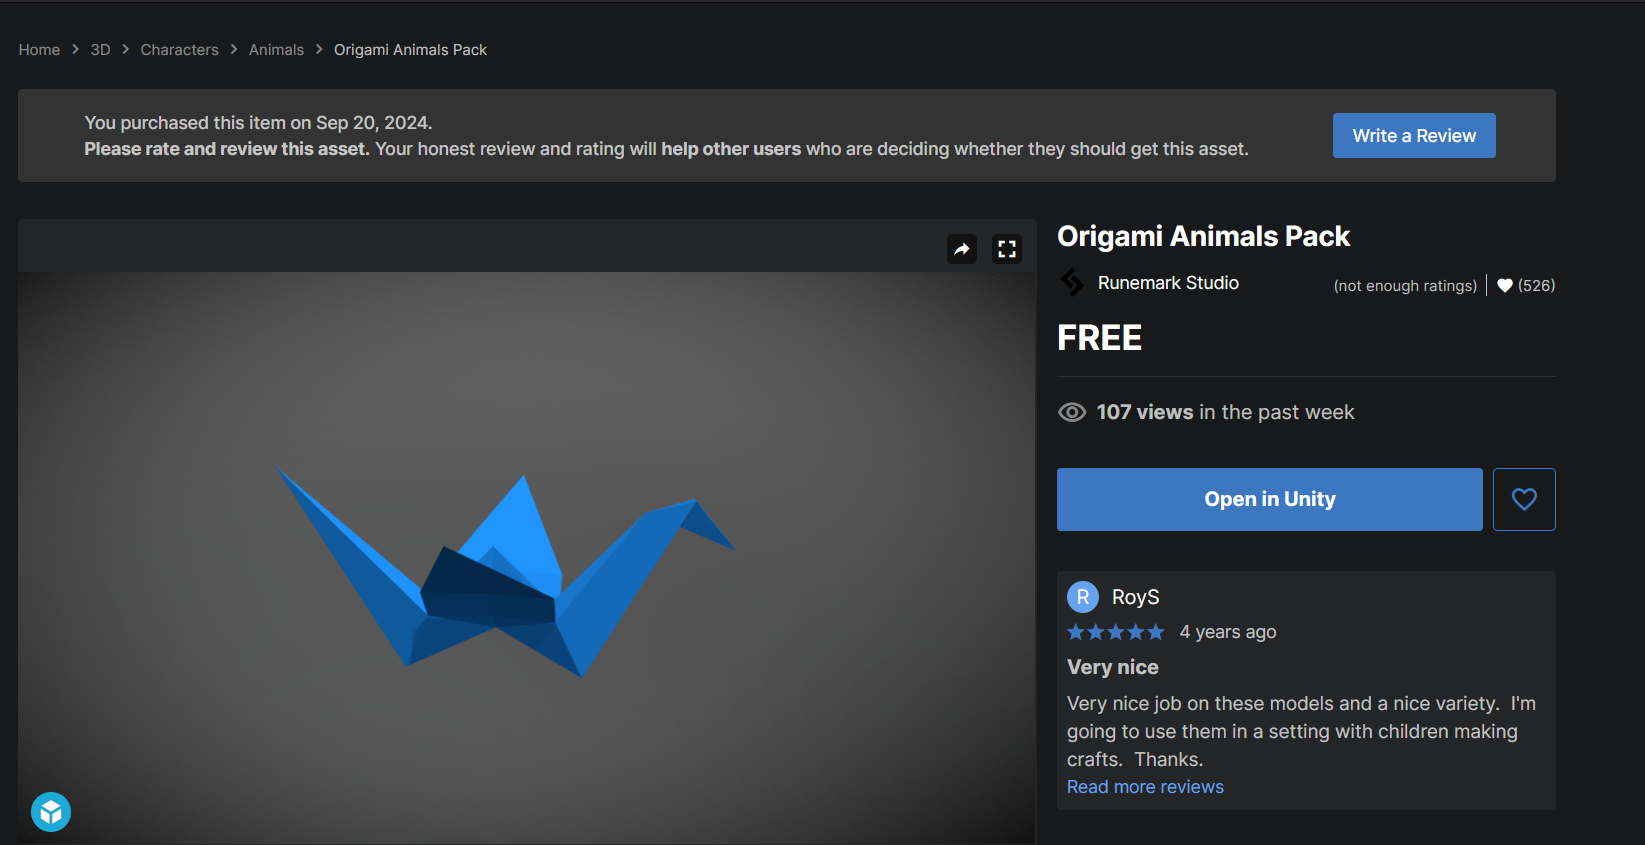 Home > 3D > Characters > Animals > Origami Animals Pack
You purchased this item on Sep 20, 2024.
Please rate and review this asset. Your honest review and rating will help other users who are deciding whether they should get this asset.
Write a Review
Origami Animals Pack
Runemark Studio
(not enough ratings)
(526)
FREE
107 views in the past week
Open in Unity
R
RoyS
4 years ago
Very nice
Very nice job on these models and a nice variety.  I'm
going to use them in a setting with children making
crafts.  Thanks.
Read more reviews